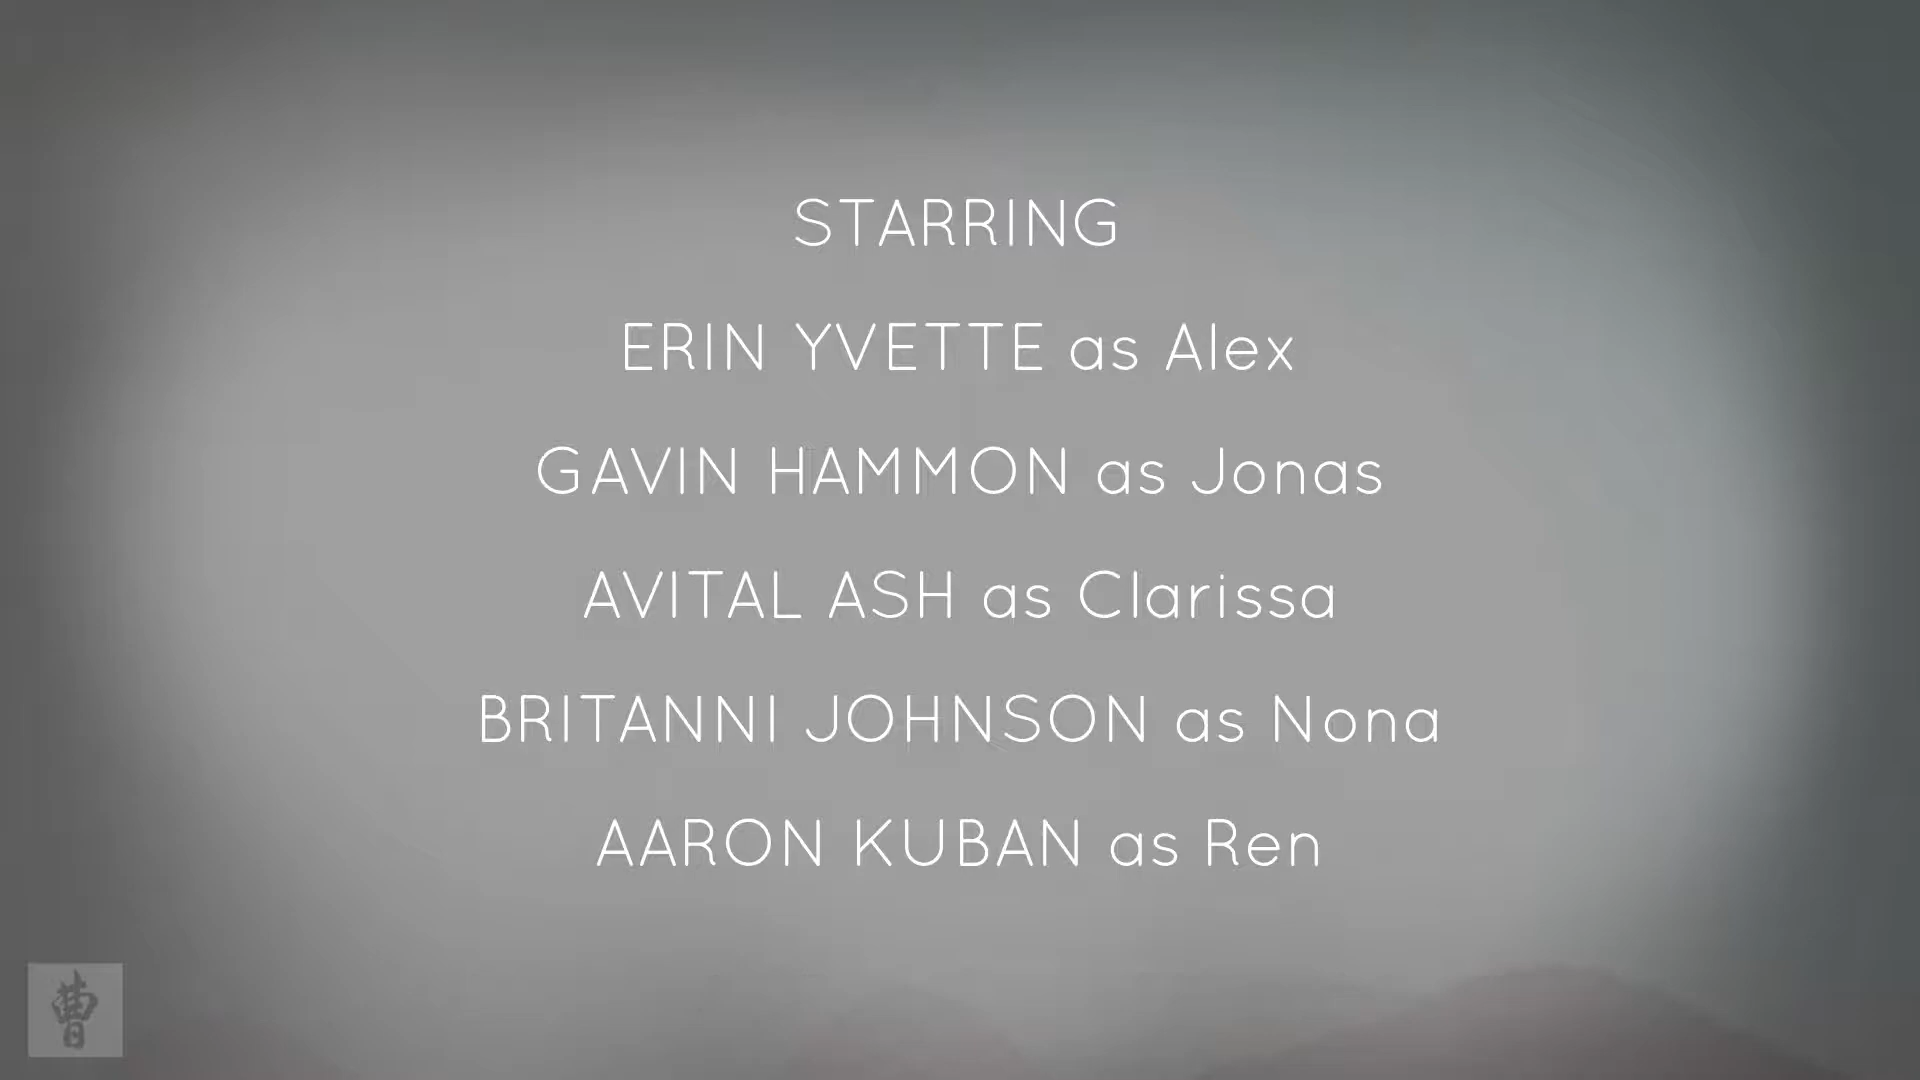 STARRING
ERIN YVETTE as Alex
GAVIN HAMMON as Jonas
AVITAL ASH as Clarissa
BRITANNI JOHNSON as Nona
AARON KUBAN as Ren
曹